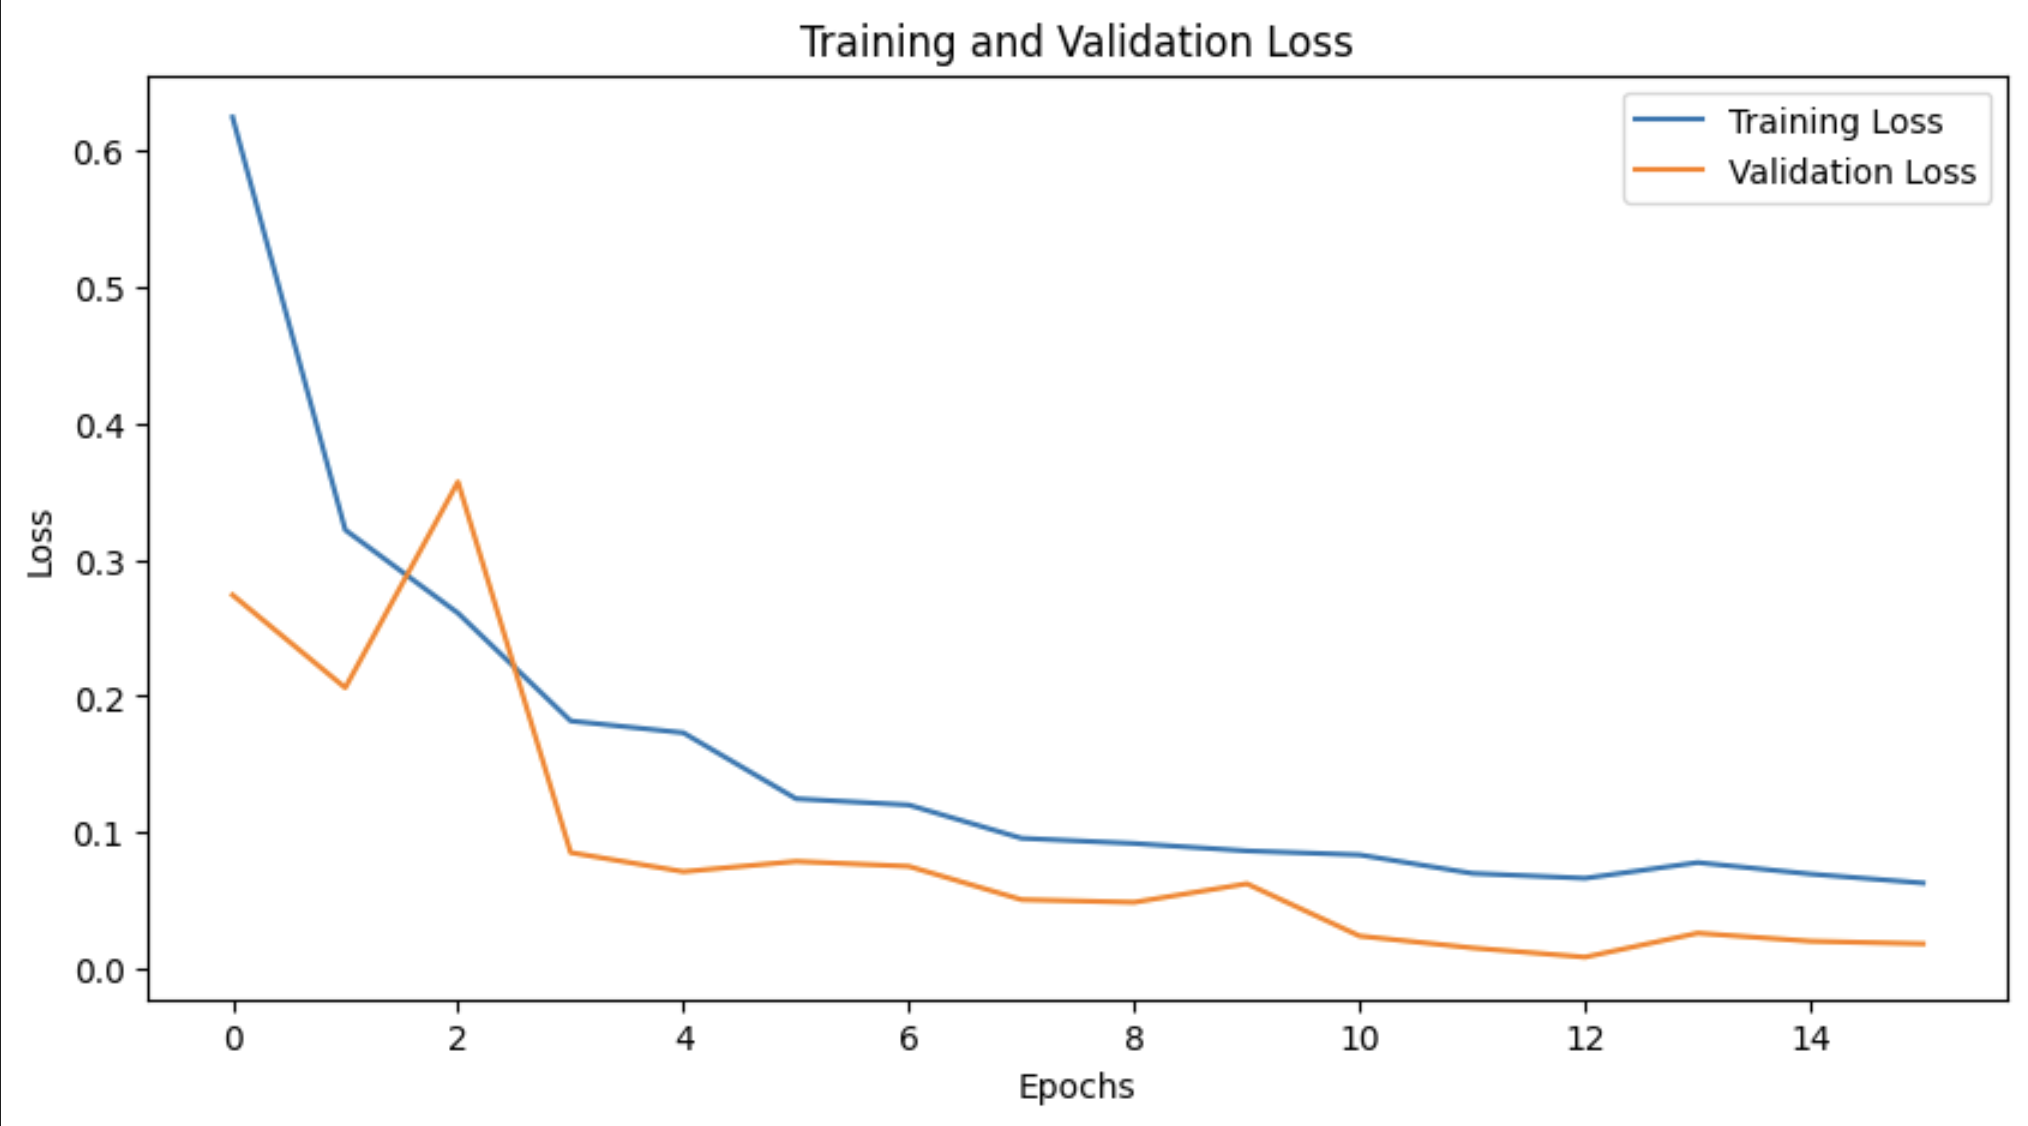 Training and Validation Loss
Training Loss
Validation Loss
0.6
0.5
0.4
0.3
0.2
0.1
0.0
Loss
0 2 4 6 8 10 12 14
Epochs